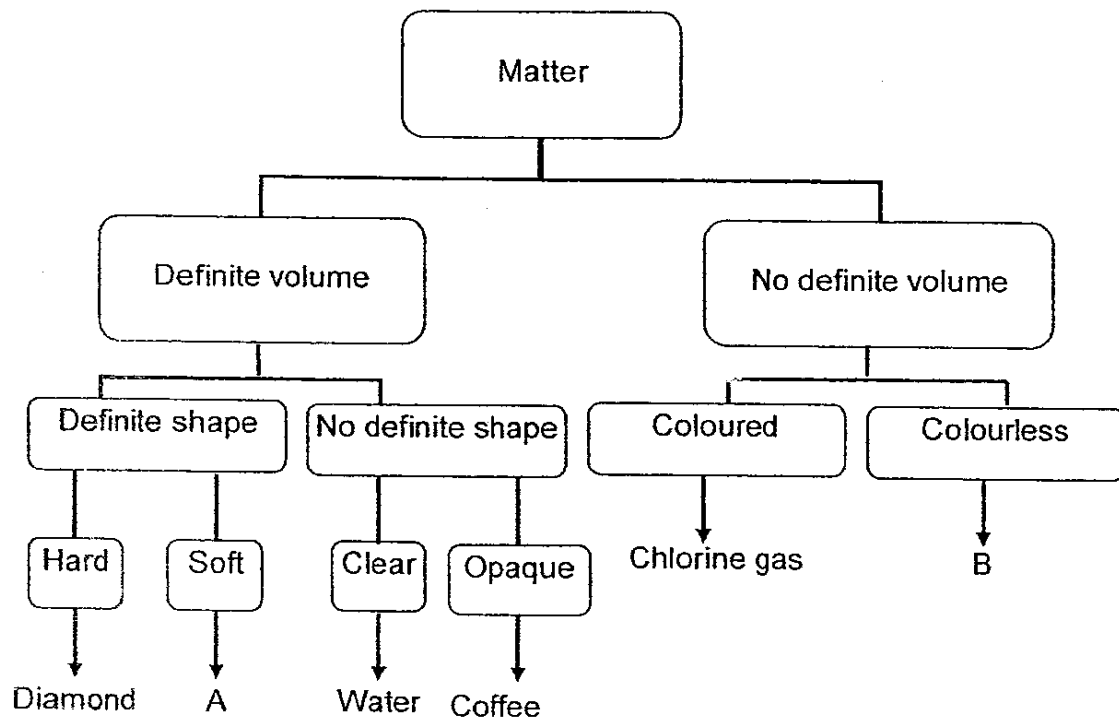 Matter
Definite volume
No definite volume
Definite shape
No definite shape
Coloured
Colourless
Hard
Soft
Clear
Opaque
Chlorine gas
B
Diamond
A
Water
Coffee